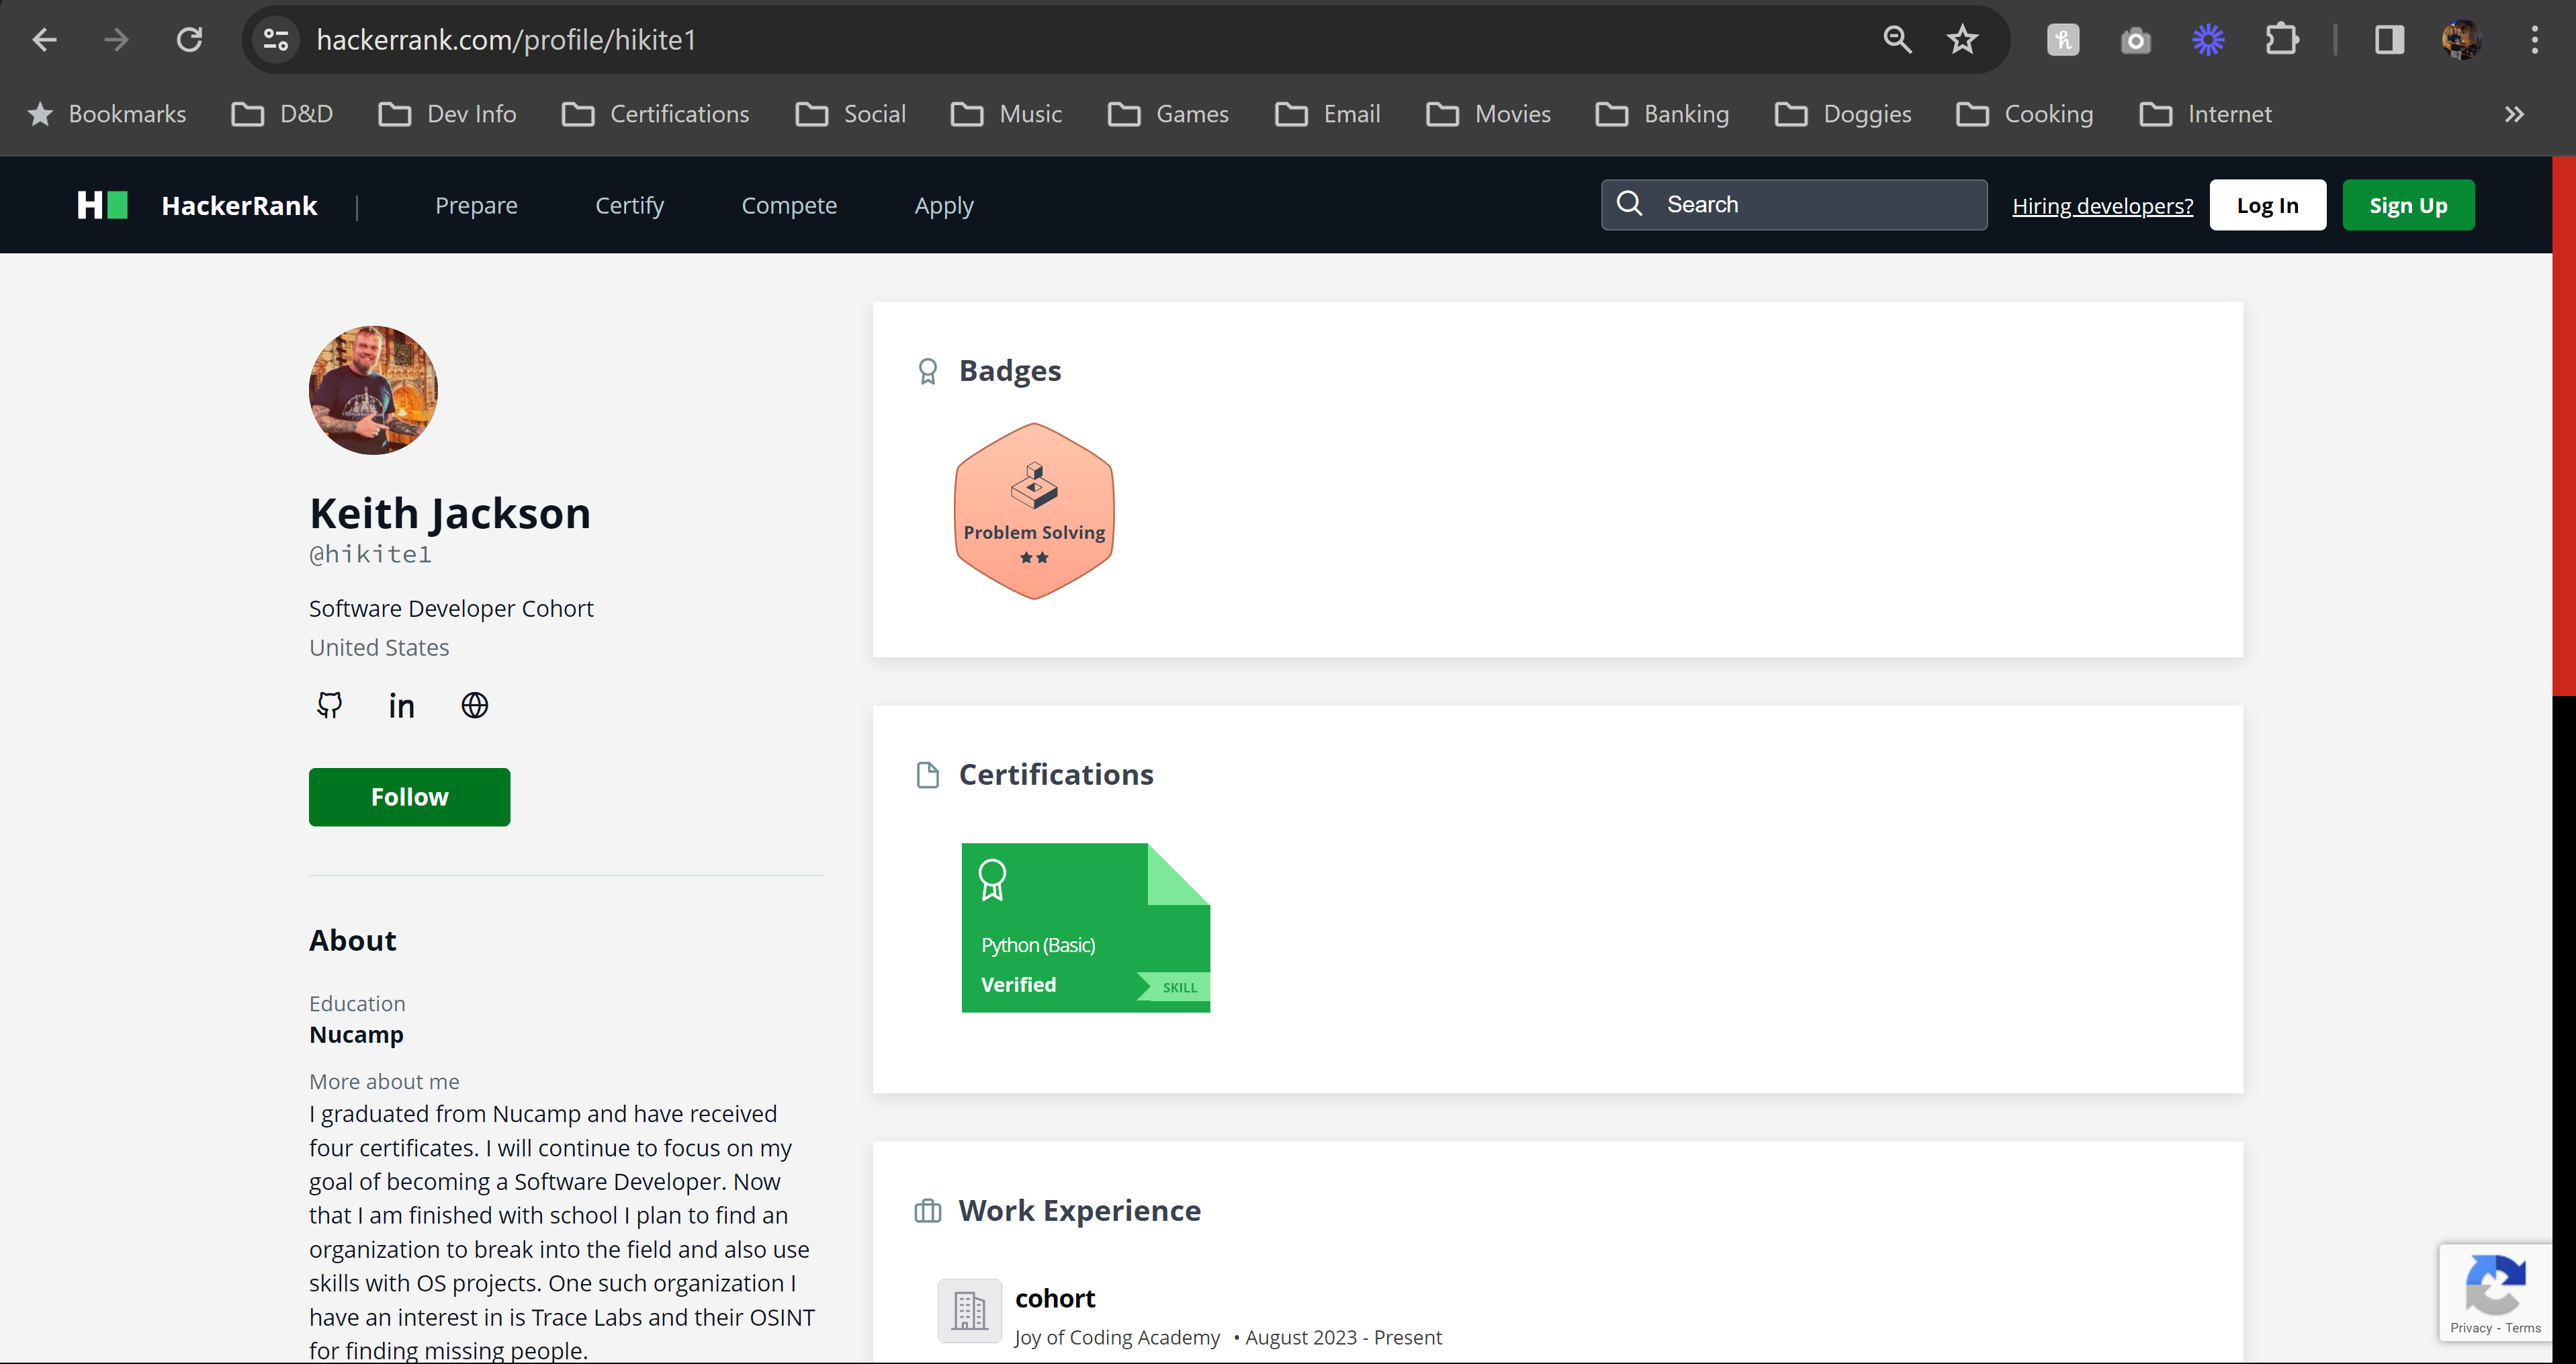 hackerrank.com/profile/hikite1
Bookmarks D&D Dev Info Certifications Social Music Games Email Movies Banking Doggies Cooking Internet
H HackerRank | Prepare Certify Compete Apply Search Hiring developers? Log In Sign Up
Keith Jackson
@hikite1
Software Developer Cohort
United States
in
Follow
About
Education
Nucamp
More about me
I graduated from Nucamp and have received
four certificates. I will continue to focus on my
goal of becoming a Software Developer. Now
that I am finished with school I plan to find an
organization to break into the field and also use
skills with OS projects. One such organization I
have an interest in is Trace Labs and their OSINT
for finding missing people.
Badges
Problem Solving
Certifications
Python (Basic)
Verified
SKILL
Work Experience
cohort
Joy of Coding Academy • August 2023 - Present
Privacy - Terms